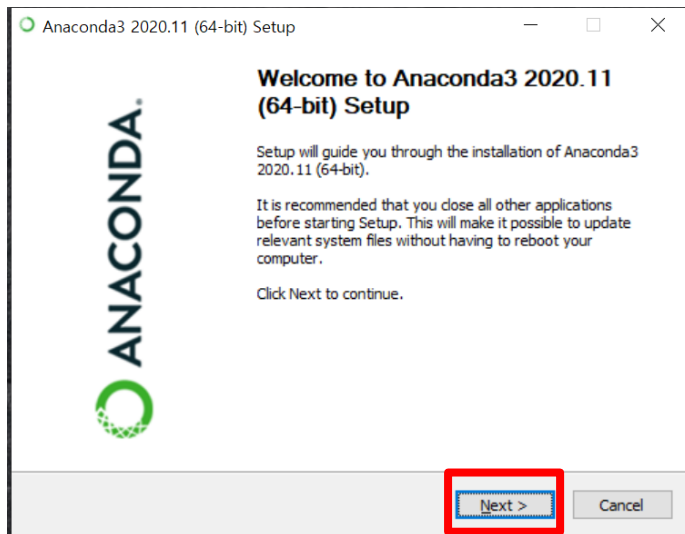 Anaconda3 2020.11 (64-bit) Setup
ANACONDA.
Welcome to Anaconda3 2020.11
(64-bit) Setup
Setup will guide you through the installation of Anaconda3
2020.11 (64-bit).
It is recommended that you close all other applications
before starting Setup. This will make it possible to update
relevant system files without having to reboot your
computer.
Click Next to continue.
Next >
Cancel